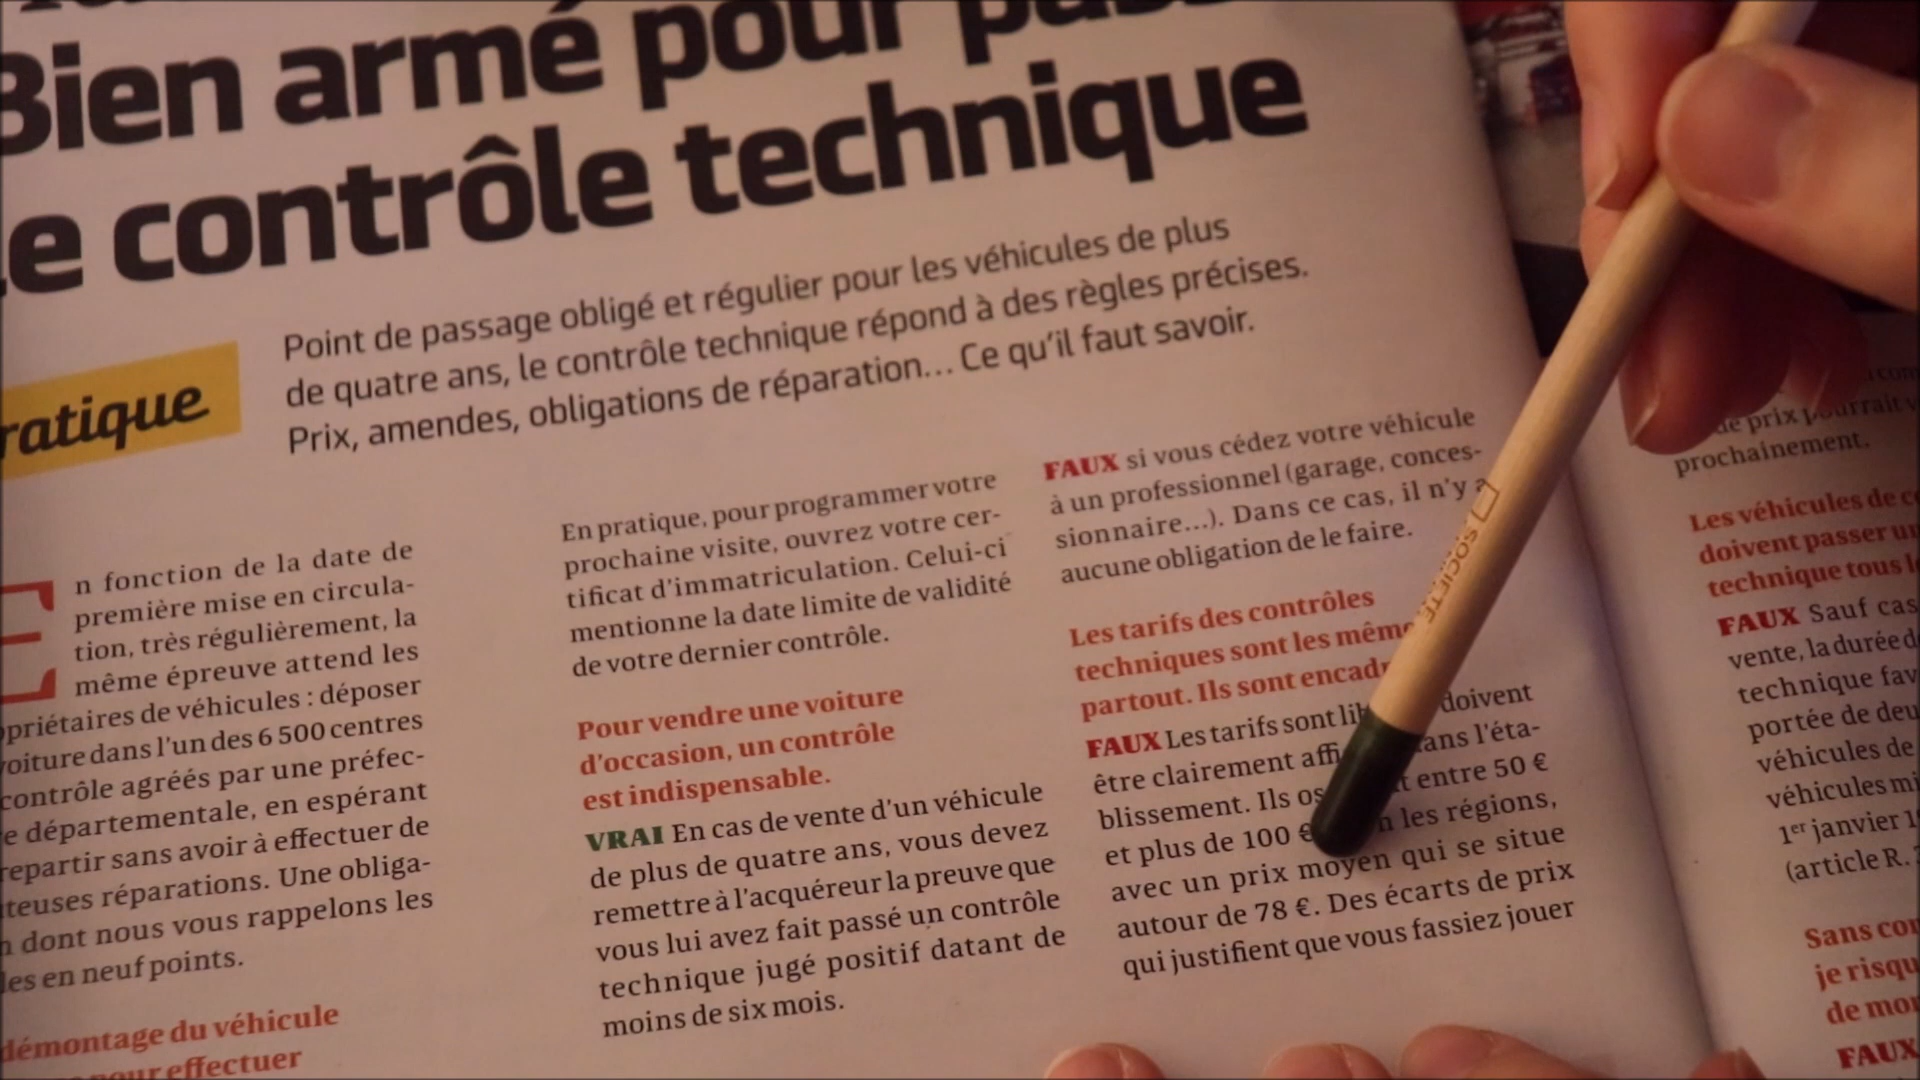 Bien armé pour
le contrôle technique
Point de passage obligé et régulier pour les véhicules de plus
de quatre ans, le contrôle technique répond à des règles précises.
Prix, amendes, obligations de réparation… Ce qu’il faut savoir.
ratique
En fonction de la date de
première mise en circula-
tion, très régulièrement, la
même épreuve attend les
opriétaires de véhicules : déposer
voiture dans l’un des 6 500 centres
contrôle agréés par une préfec-
e départementale, en espérant
repartir sans avoir à effectuer de
teuses réparations. Une obliga-
n dont nous vous rappelons les
les en neuf points.
démontage du véhicule
pour effectuer
En pratique, pour programmer votre
prochaine visite, ouvrez votre cer-
tificat d’immatriculation. Celui-ci
mentionne la date limite de validité
de votre dernier contrôle.
Pour vendre une voiture
d’occasion, un contrôle
est indispensable.
VRAI En cas de vente d’un véhicule
de plus de quatre ans, vous devez
remettre à l’acquéreur la preuve que
vous lui avez fait passé un contrôle
technique jugé positif datant de
moins de six mois.
FAUX si vous cédez votre véhicule
à un professionnel (garage, conces-
sionnaire…). Dans ce cas, il n’y a
aucune obligation de le faire.
Les tarifs des contrôles
techniques sont les même
partout. Ils sont encad
FAUX Les tarifs sont lib doivent
être clairement affi ans l’éta-
blissement. Ils os t entre 50 €
et plus de 100 € n les régions,
avec un prix moyen qui se situe
autour de 78 €. Des écarts de prix
qui justifient que vous fassiez jouer
SOCIETE
de prix pourrait
prochainement.
Les véhicules de c
doivent passer un
technique tous l
FAUX Sauf cas
vente, la durée d
technique fav
portée de deu
véhicules de
véhicules mi
1er janvier 1
(article R.
Sans con
je risqu
de mon
FAUX